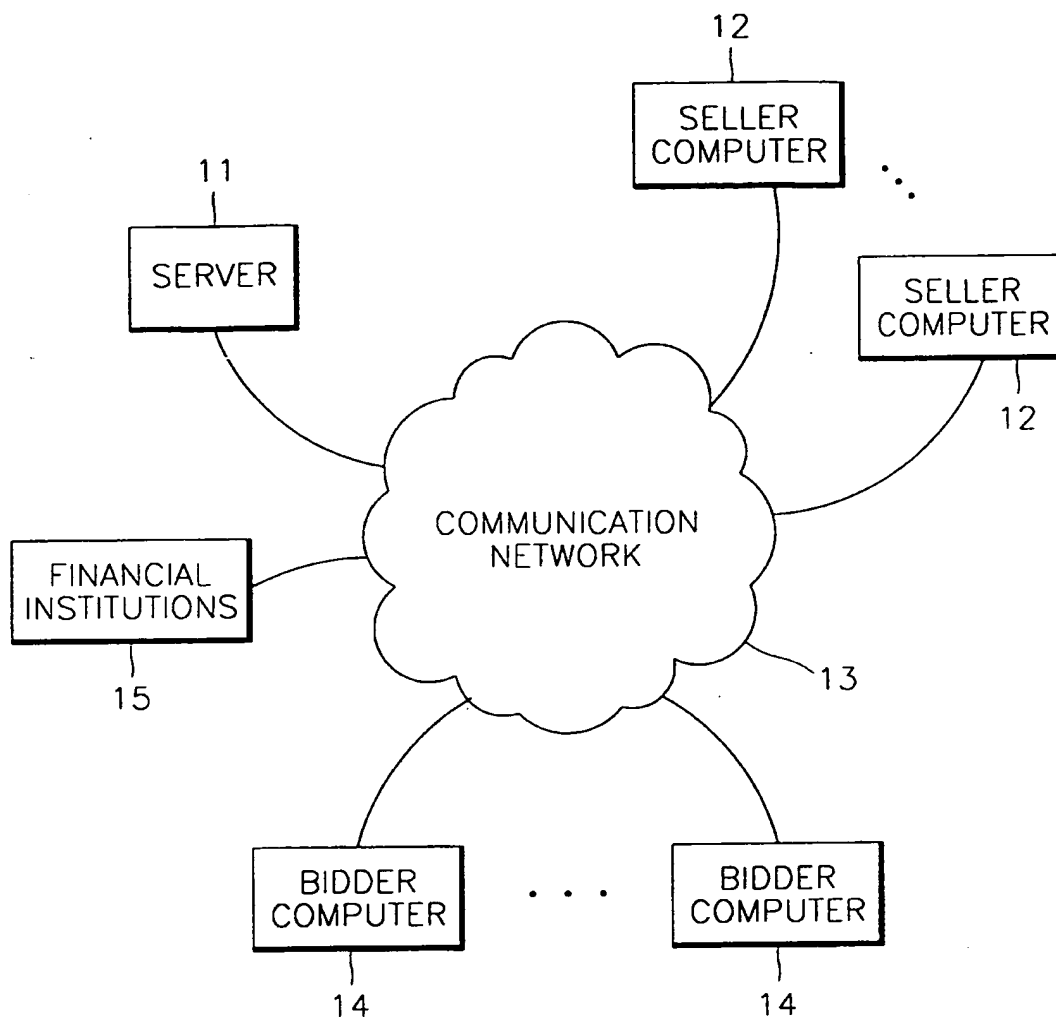 12
SELLER
COMPUTER
11
SERVER
SELLER
COMPUTER
12
COMMUNICATION
NETWORK
FINANCIAL
INSTITUTIONS
15
13
BIDDER
COMPUTER
14
BIDDER
COMPUTER
14